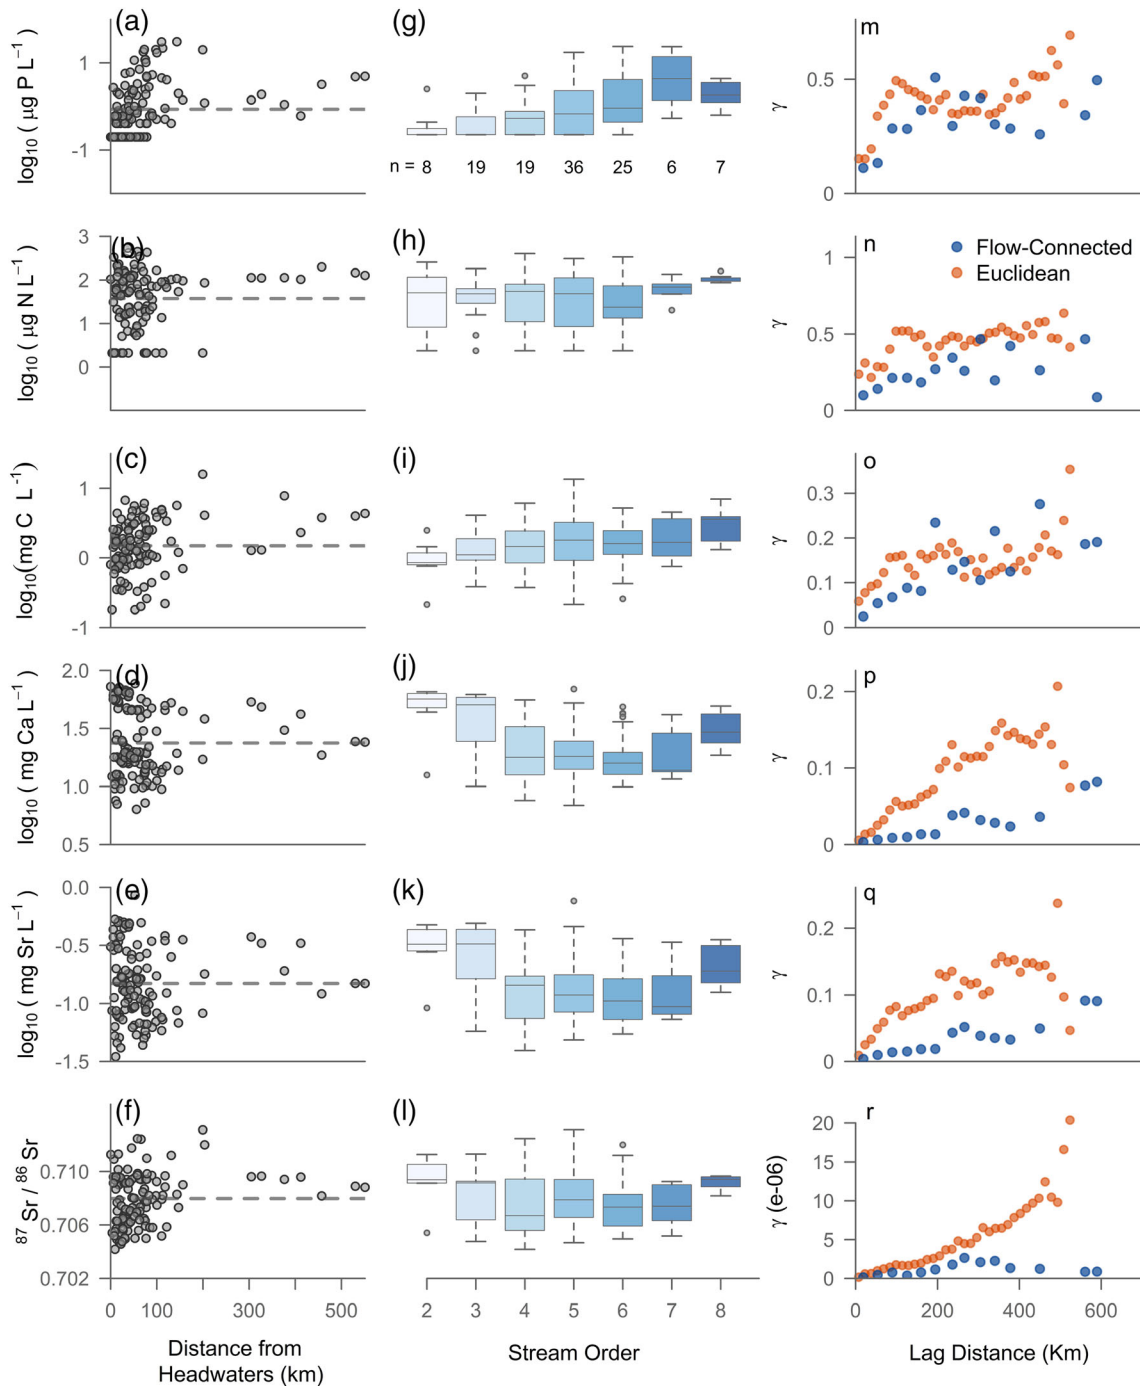 (a)
log₁₀ ( µg P L⁻¹)
1
-1
(g)
n = 8 19 19 36 25 6 7
m
γ
0.5
0
(b)
log₁₀ ( µg N L⁻¹ )
3
2
1
0
(h)
n
γ
1
0.5
0
Flow-Connected
Euclidean
(c)
log₁₀(mg C L⁻¹)
1
0
-1
(i)
o
γ
0.3
0.2
0.1
0
(d)
log₁₀ ( mg Ca L⁻¹ )
2.0
1.5
1.0
0.5
(j)
p
γ
0.2
0.1
0
(e)
log₁₀ ( mg Sr L⁻¹ )
0.0
-0.5
-1.0
-1.5
(k)
q
γ
0.2
0.1
0
(f)
⁸⁷Sr / ⁸⁶Sr
0.710
0.706
0.702
(l)
r
γ (e-06)
20
15
10
5
0
0 100 300 500
Distance from
Headwaters (km)
2 3 4 5 6 7 8
Stream Order
0 200 400 600
Lag Distance (Km)